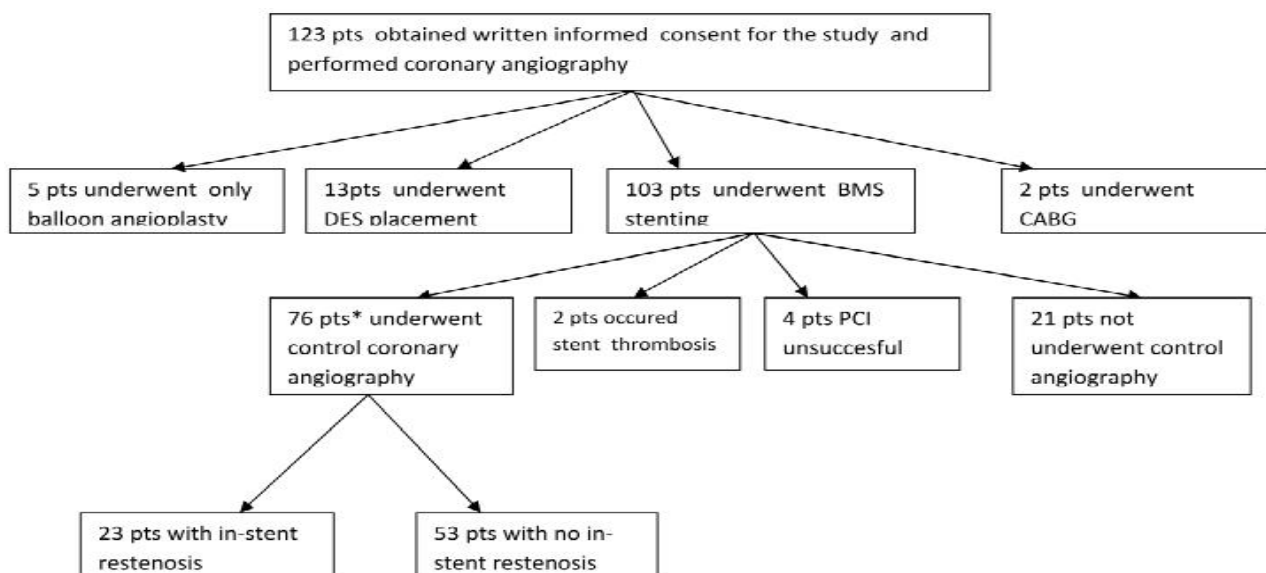 123 pts obtained written informed consent for the study and
performed coronary angiography
5 pts underwent only
balloon angioplasty
13pts underwent
DES placement
103 pts underwent BMS
stenting
2 pts underwent
CABG
76 pts* underwent
control coronary
angiography
2 pts occured
stent thrombosis
4 pts PCI
unsuccesful
21 pts not
underwent control
angiography
23 pts with in-stent
restenosis
53 pts with no in-
stent restenosis